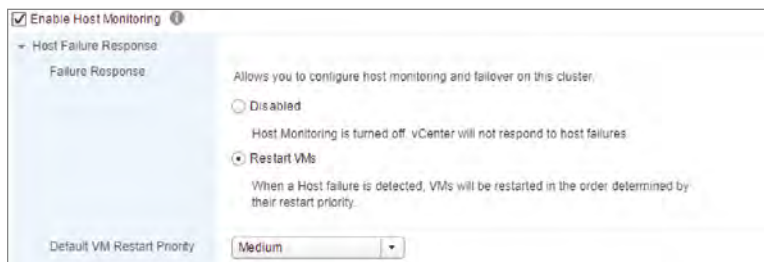 Enable Host Monitoring
Host Failure Response
Failure Response
Allows you to configure host monitoring and failover on this cluster.
Disabled
Host Monitoring is turned off. vCenter will not respond to host failures
Restart VMs
When a Host failure is detected, VMs will be restarted in the order determined by
their restart priority.
Default VM Restart Priority
Medium